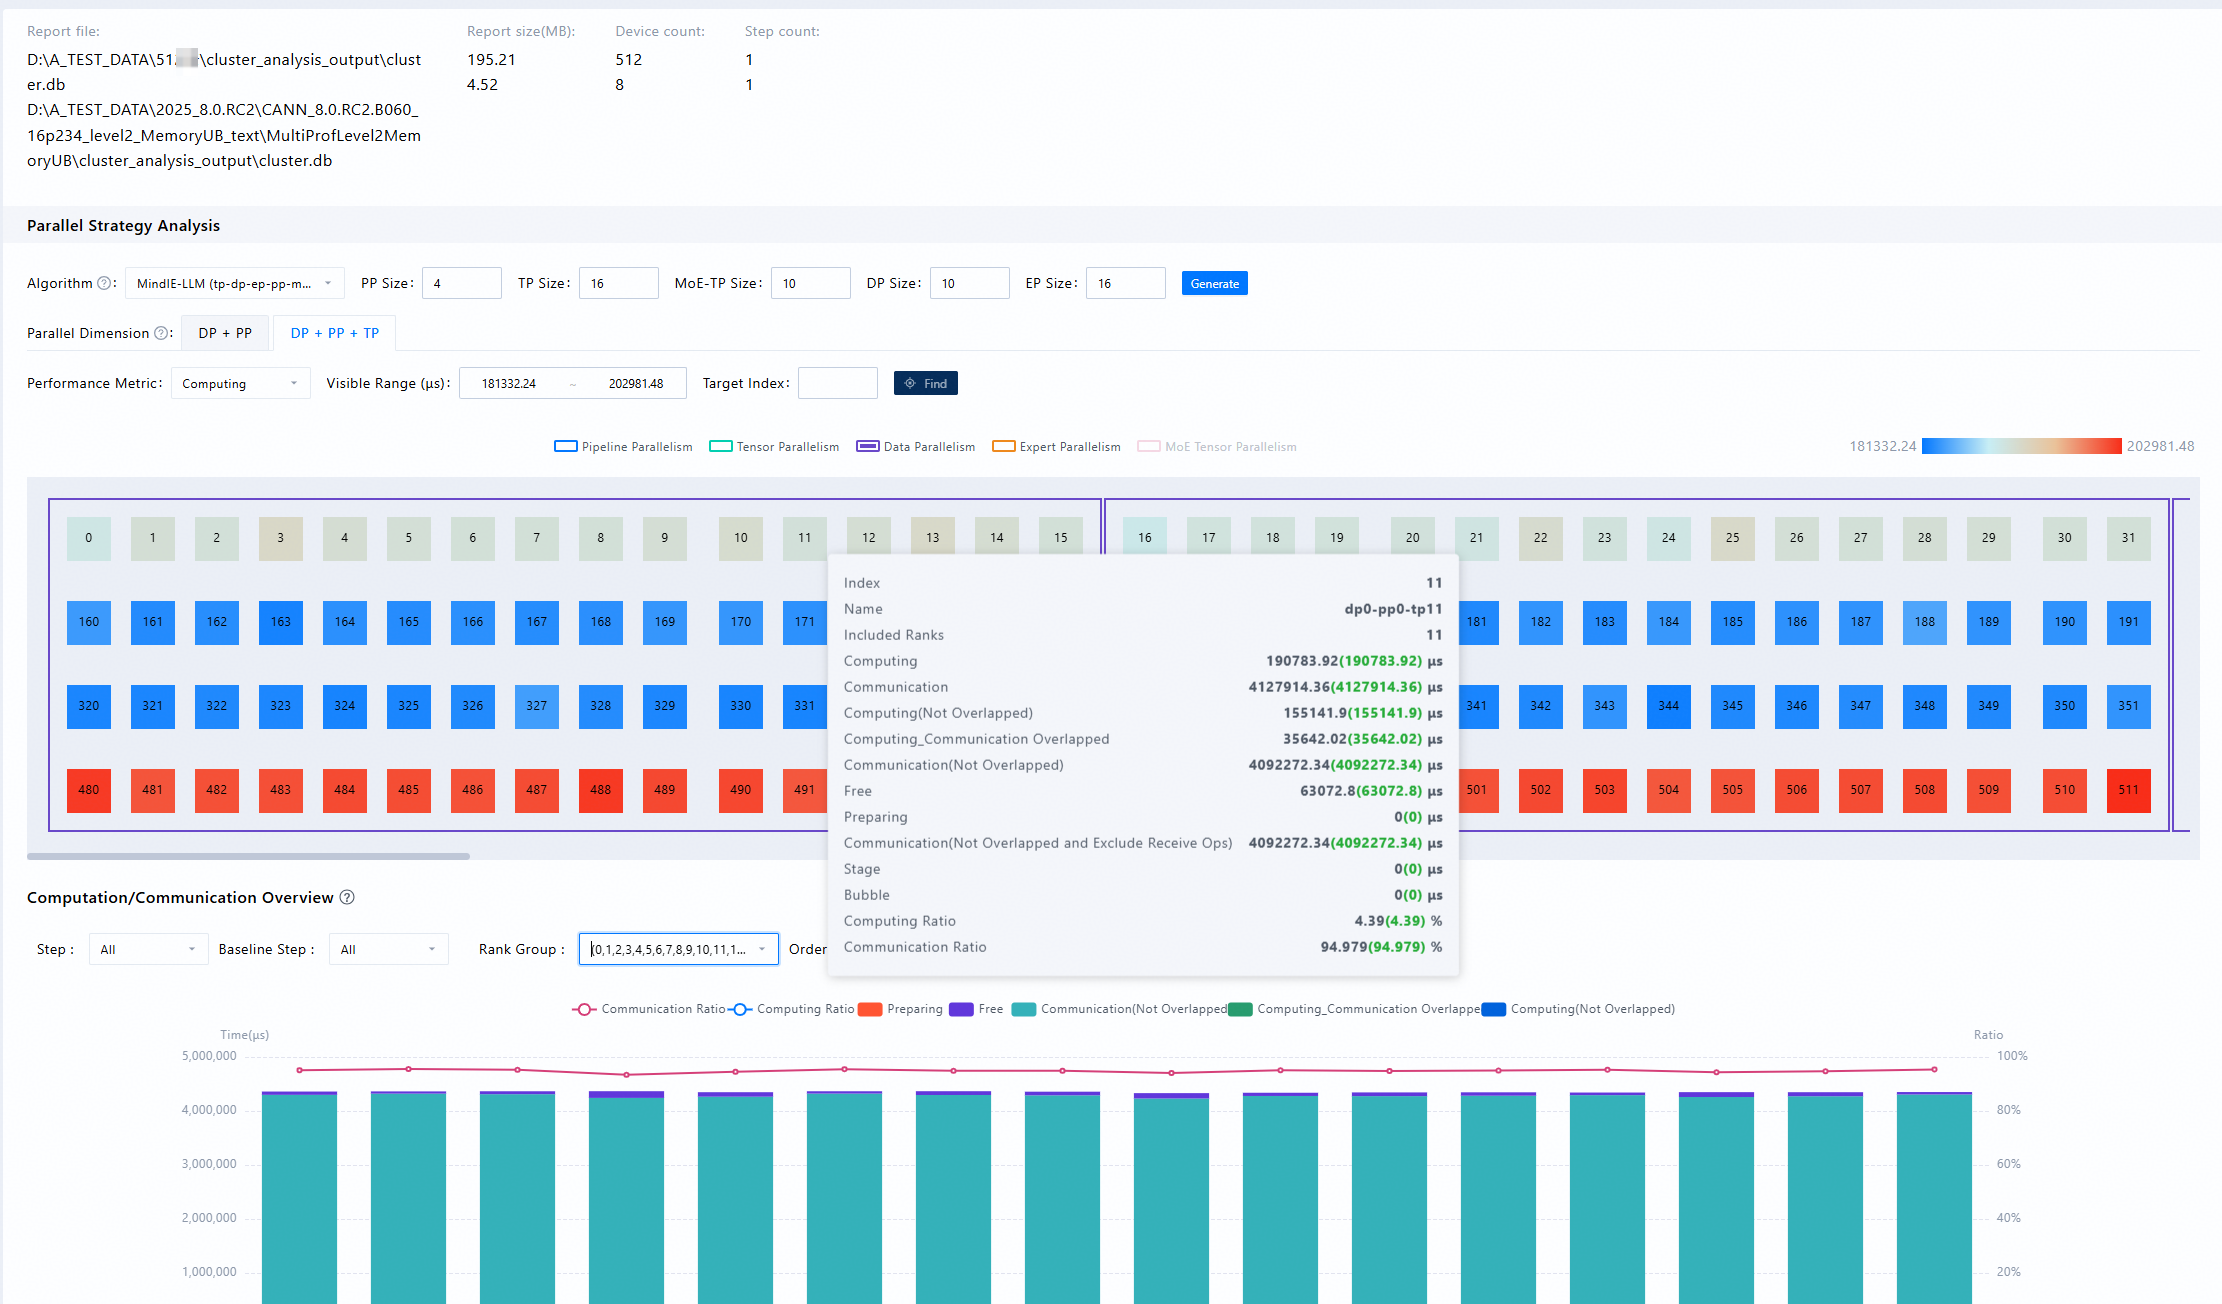 Report file:
Report size(MB):
Device count:
Step count:
D:\A_TEST_DATA\51 \cluster_analysis_output\clust
195.21
512
1
er.db
4.52
8
1
D:\A_TEST_DATA\2025_8.0.RC2\CANN_8.0.RC2.B060_
16p234_level2_MemoryUB_text\MultiProfLevel2Mem
oryUB\cluster_analysis_output\cluster.db
Parallel Strategy Analysis
Algorithm ?: MindIE-LLM (tp-dp-ep-pp-m... PP Size: 4 TP Size: 16 MoE-TP Size: 10 DP Size: 10 EP Size: 16 Generate
Parallel Dimension ?: DP + PP DP + PP + TP
Performance Metric: Computing Visible Range (μs): 181332.24 ~ 202981.48 Target Index: Find
Pipeline Parallelism Tensor Parallelism Data Parallelism Expert Parallelism MoE Tensor Parallelism
181332.24 202981.48
0 1 2 3 4 5 6 7 8 9 10 11 12 13 14 15 16 17 18 19 20 21 22 23 24 25 26 27 28 29 30 31
160 161 162 163 164 165 166 167 168 169 170 171 181 182 183 184 185 186 187 188 189 190 191
320 321 322 323 324 325 326 327 328 329 330 331 341 342 343 344 345 346 347 348 349 350 351
480 481 482 483 484 485 486 487 488 489 490 491 501 502 503 504 505 506 507 508 509 510 511
Index 11
Name dp0-pp0-tp11
Included Ranks 11
Computing 190783.92(190783.92) μs
Communication 4127914.36(4127914.36) μs
Computing(Not Overlapped) 155141.9(155141.9) μs
Computing_Communication Overlapped 35642.02(35642.02) μs
Communication(Not Overlapped) 4092272.34(4092272.34) μs
Free 63072.8(63072.8) μs
Preparing 0(0) μs
Communication(Not Overlapped and Exclude Receive Ops) 4092272.34(4092272.34) μs
Stage 0(0) μs
Bubble 0(0) μs
Computing Ratio 4.39(4.39) %
Communication Ratio 94.979(94.979) %
Computation/Communication Overview ?
Step : All Baseline Step : All Rank Group : (0,1,2,3,4,5,6,7,8,9,10,11,1... Order
Communication Ratio Computing Ratio Preparing Free Communication(Not Overlapped Computing_Communication Overlappe Computing(Not Overlapped)
Time(μs) Ratio
5,000,000 100%
4,000,000 80%
3,000,000 60%
2,000,000 40%
1,000,000 20%